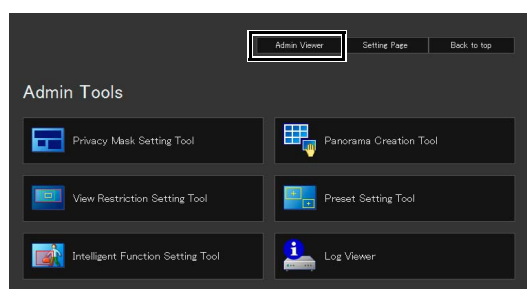 Admin Viewer Setting Page Back to top
Admin Tools
Privacy Mask Setting Tool Panorama Creation Tool
View Restriction Setting Tool Preset Setting Tool
Intelligent Function Setting Tool Log Viewer